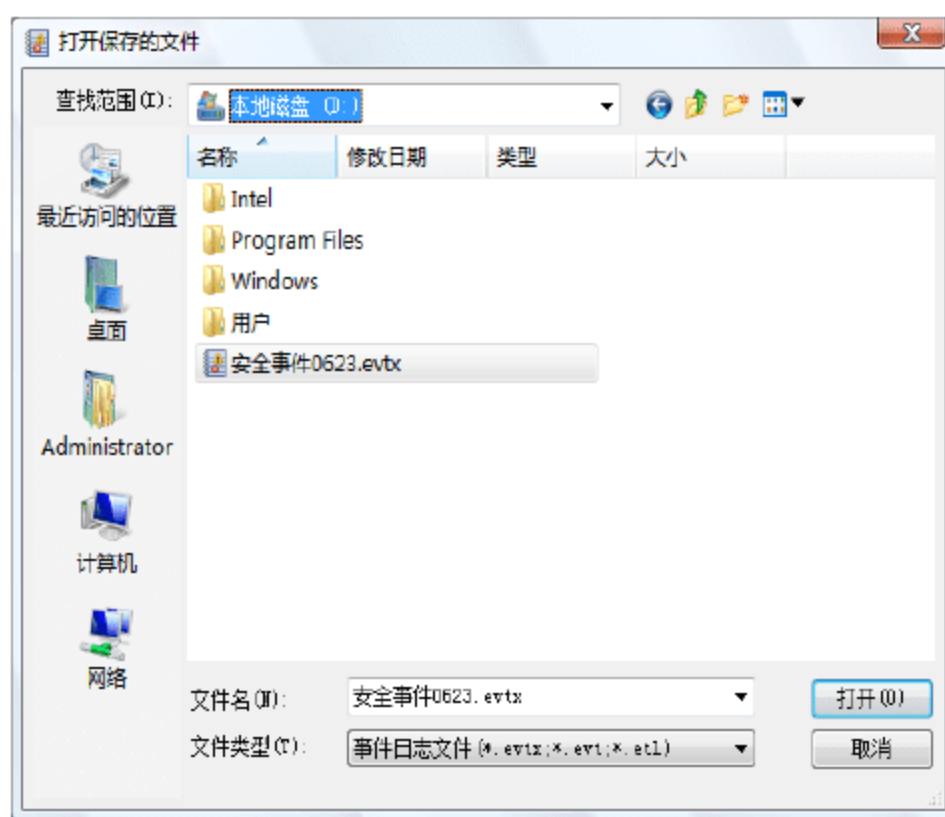 打开保存的文件
查找范围(I):
本地磁盘 (D:)
名称 修改日期 类型 大小
最近访问的位置
桌面
Administrator
计算机
网络
Intel
Program Files
Windows
用户
安全事件0623.evtx
文件名(N): 安全事件0623.evtx 打开(O)
文件类型(T): 事件日志文件(*.evtx;*.evt;*.etl) 取消